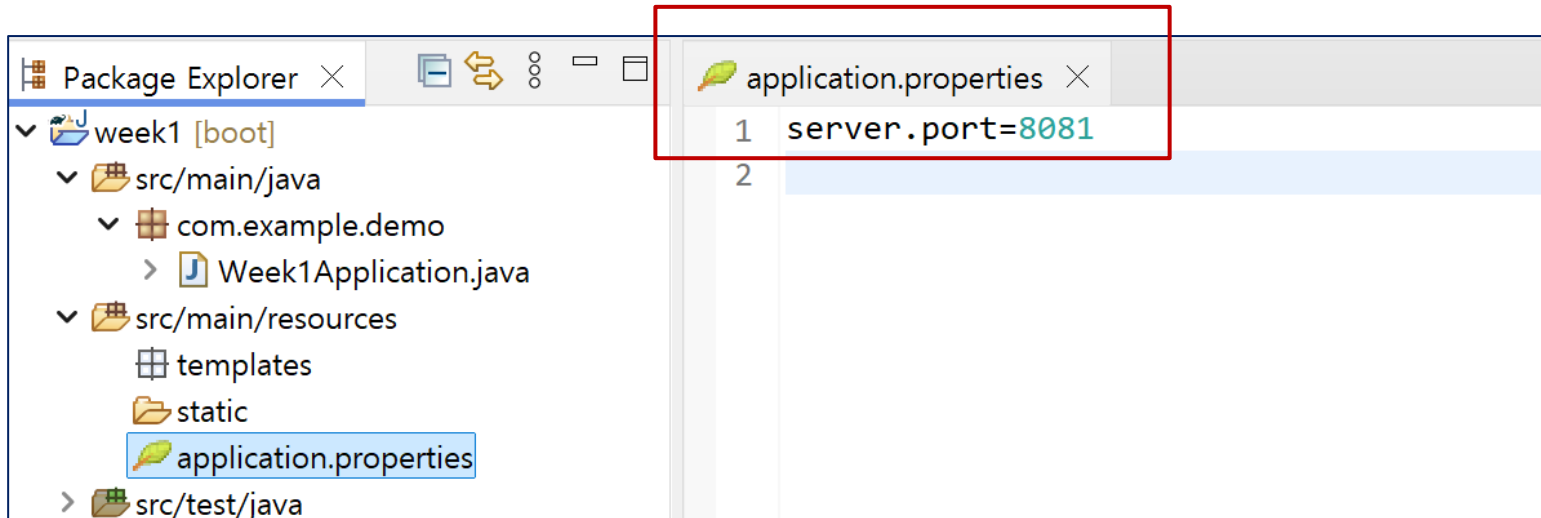 Package Explorer
week1 [boot]
src/main/java
com.example.demo
Week1Application.java
src/main/resources
templates
static
application.properties
src/test/java
application.properties
1 server.port=8081
2